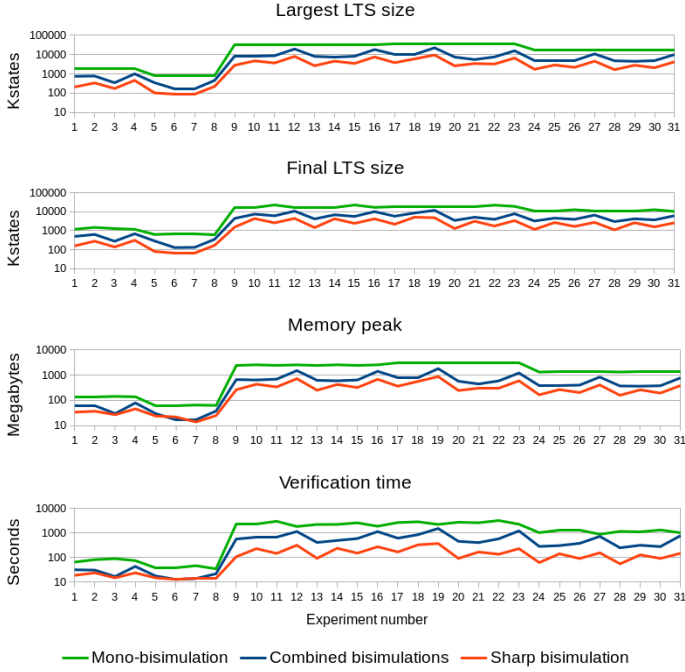 Largest LTS size
Kstates
100000
10000
1000
100
10
1 2 3 4 5 6 7 8 9 10 11 12 13 14 15 16 17 18 19 20 21 22 23 24 25 26 27 28 29 30 31
Final LTS size
Kstates
100000
10000
1000
100
10
1 2 3 4 5 6 7 8 9 10 11 12 13 14 15 16 17 18 19 20 21 22 23 24 25 26 27 28 29 30 31
Memory peak
Megabytes
10000
1000
100
10
1 2 3 4 5 6 7 8 9 10 11 12 13 14 15 16 17 18 19 20 21 22 23 24 25 26 27 28 29 30 31
Verification time
Seconds
10000
1000
100
10
1 2 3 4 5 6 7 8 9 10 11 12 13 14 15 16 17 18 19 20 21 22 23 24 25 26 27 28 29 30 31
Experiment number
Mono-bisimulation Combined bisimulations Sharp bisimulation